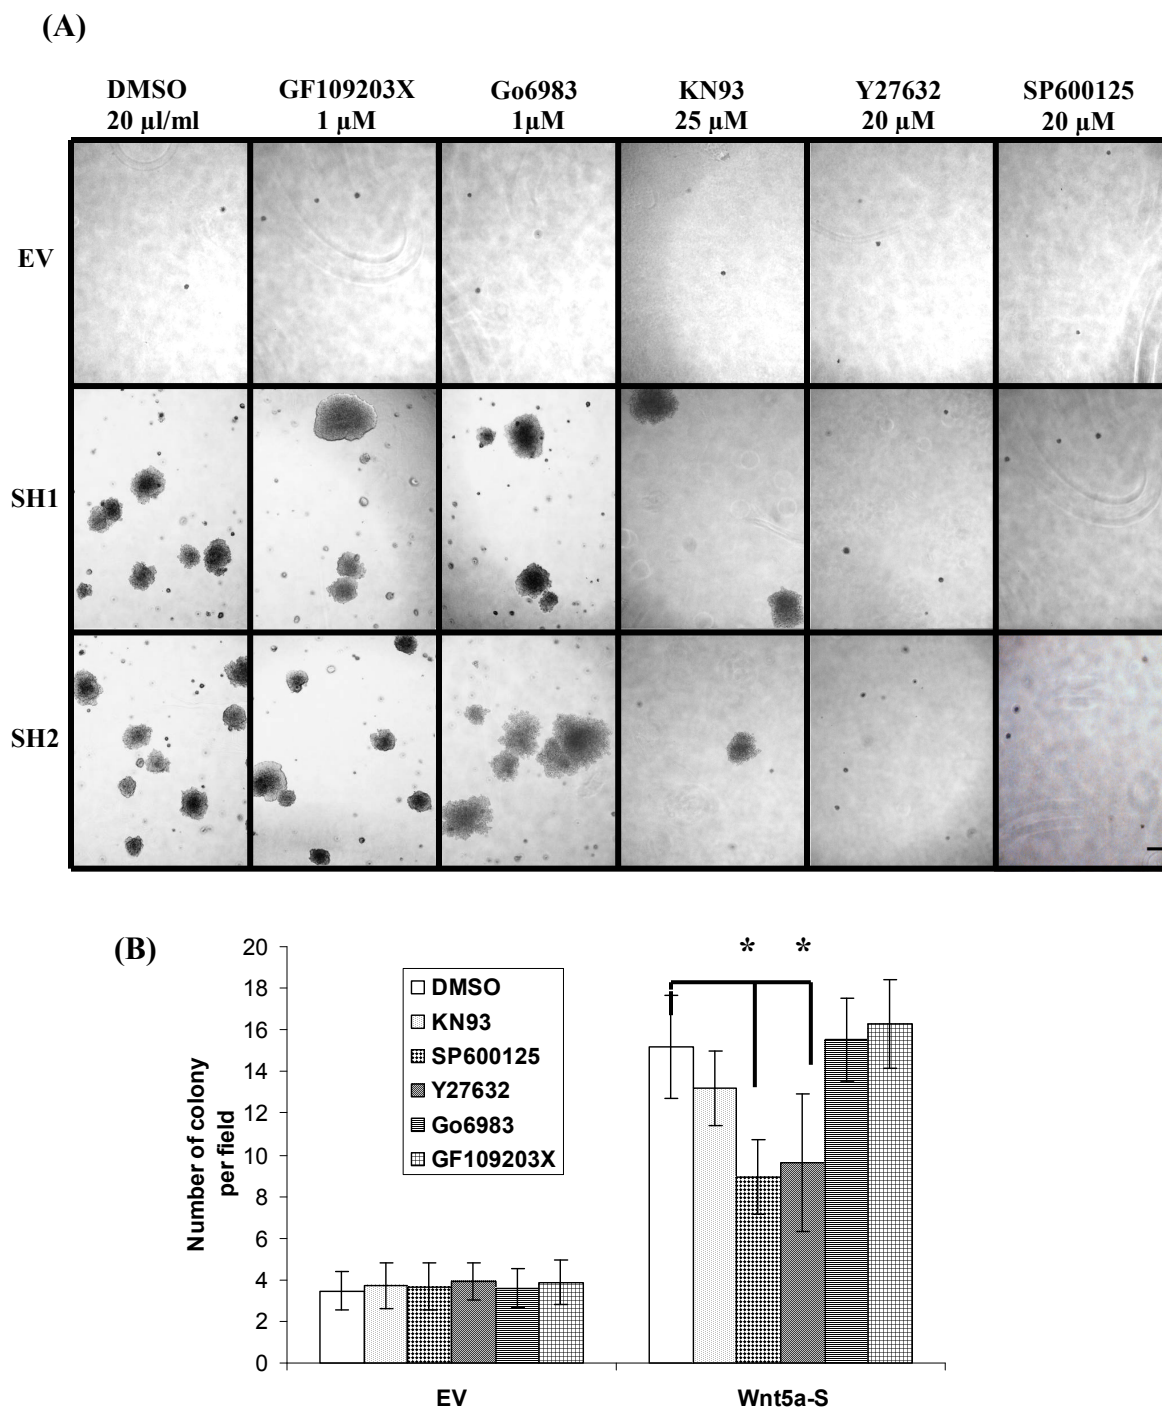 (A)
DMSO GF109203X Go6983 KN93 Y27632 SP600125
20 µl/ml 1 µM 1µM 25 µM 20 µM 20 µM
EV
SH1
SH2
(B)
* *
20
18
16
14
12
10
8
6
4
2
0
Number of colony
per field
DMSO
KN93
SP600125
Y27632
Go6983
GF109203X
EV Wnt5a-S